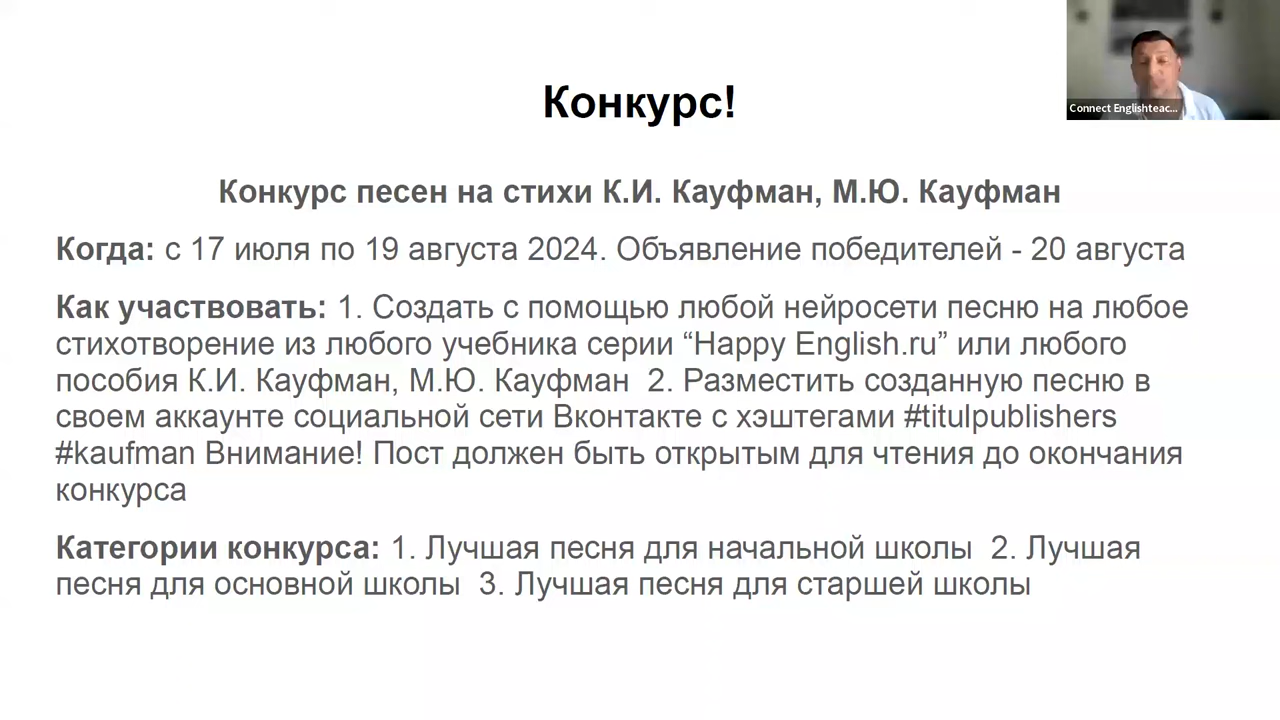 Connect Englishteac...
Конкурс!
Конкурс песен на стихи К.И. Кауфман, М.Ю. Кауфман
Когда: с 17 июля по 19 августа 2024. Объявление победителей - 20 августа
Как участвовать: 1. Создать с помощью любой нейросети песню на любое
стихотворение из любого учебника серии “Happy English.ru” или любого
пособия К.И. Кауфман, М.Ю. Кауфман  2. Разместить созданную песню в
своем аккаунте социальной сети Вконтакте с хэштегами #titulpublishers
#kaufman Внимание! Пост должен быть открытым для чтения до окончания
конкурса
Категории конкурса: 1. Лучшая песня для начальной школы  2. Лучшая
песня для основной школы  3. Лучшая песня для старшей школы